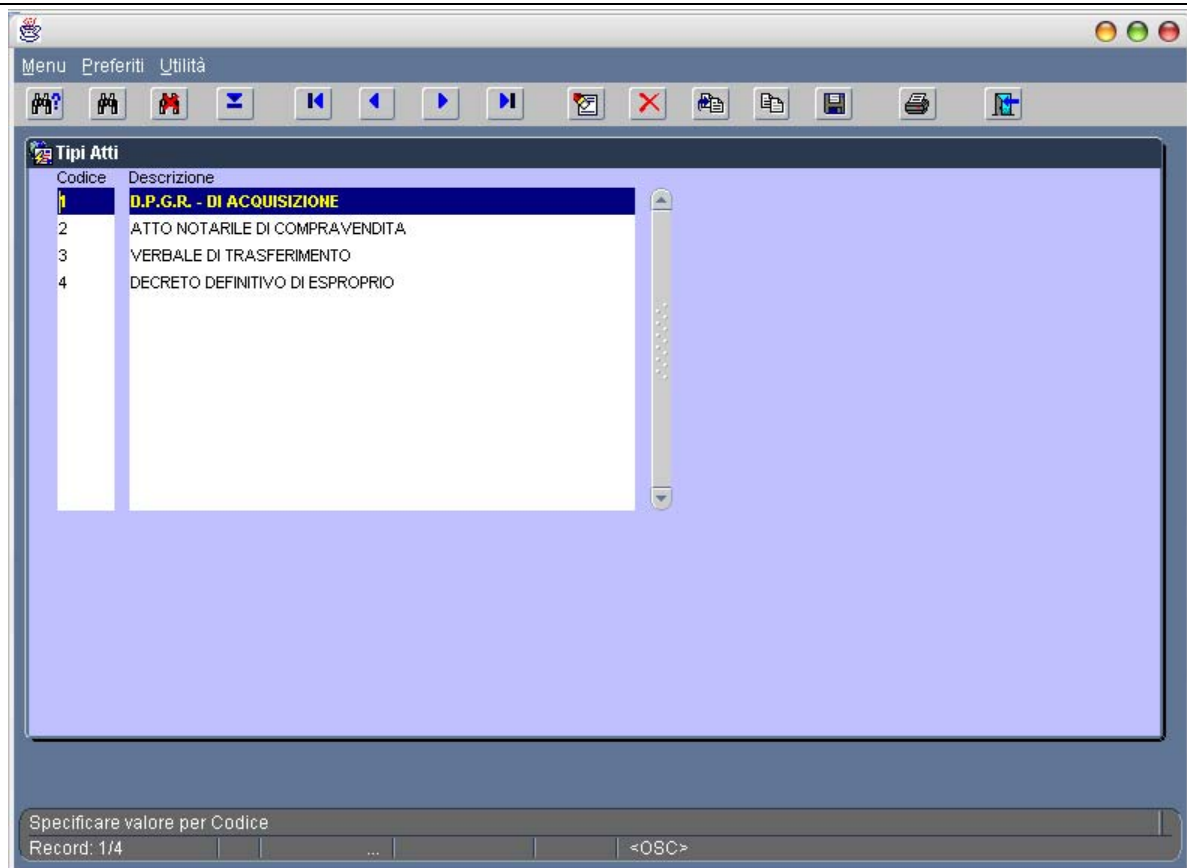 Menu Preferiti Utilità
Tipi Atti
Codice Descrizione
1 D.P.G.R. - DI ACQUISIZIONE
2 ATTO NOTARILE DI COMPRAVENDITA
3 VERBALE DI TRASFERIMENTO
4 DECRETO DEFINITIVO DI ESPROPRIO
Specificare valore per Codice
Record: 1/4 ... <OSC>